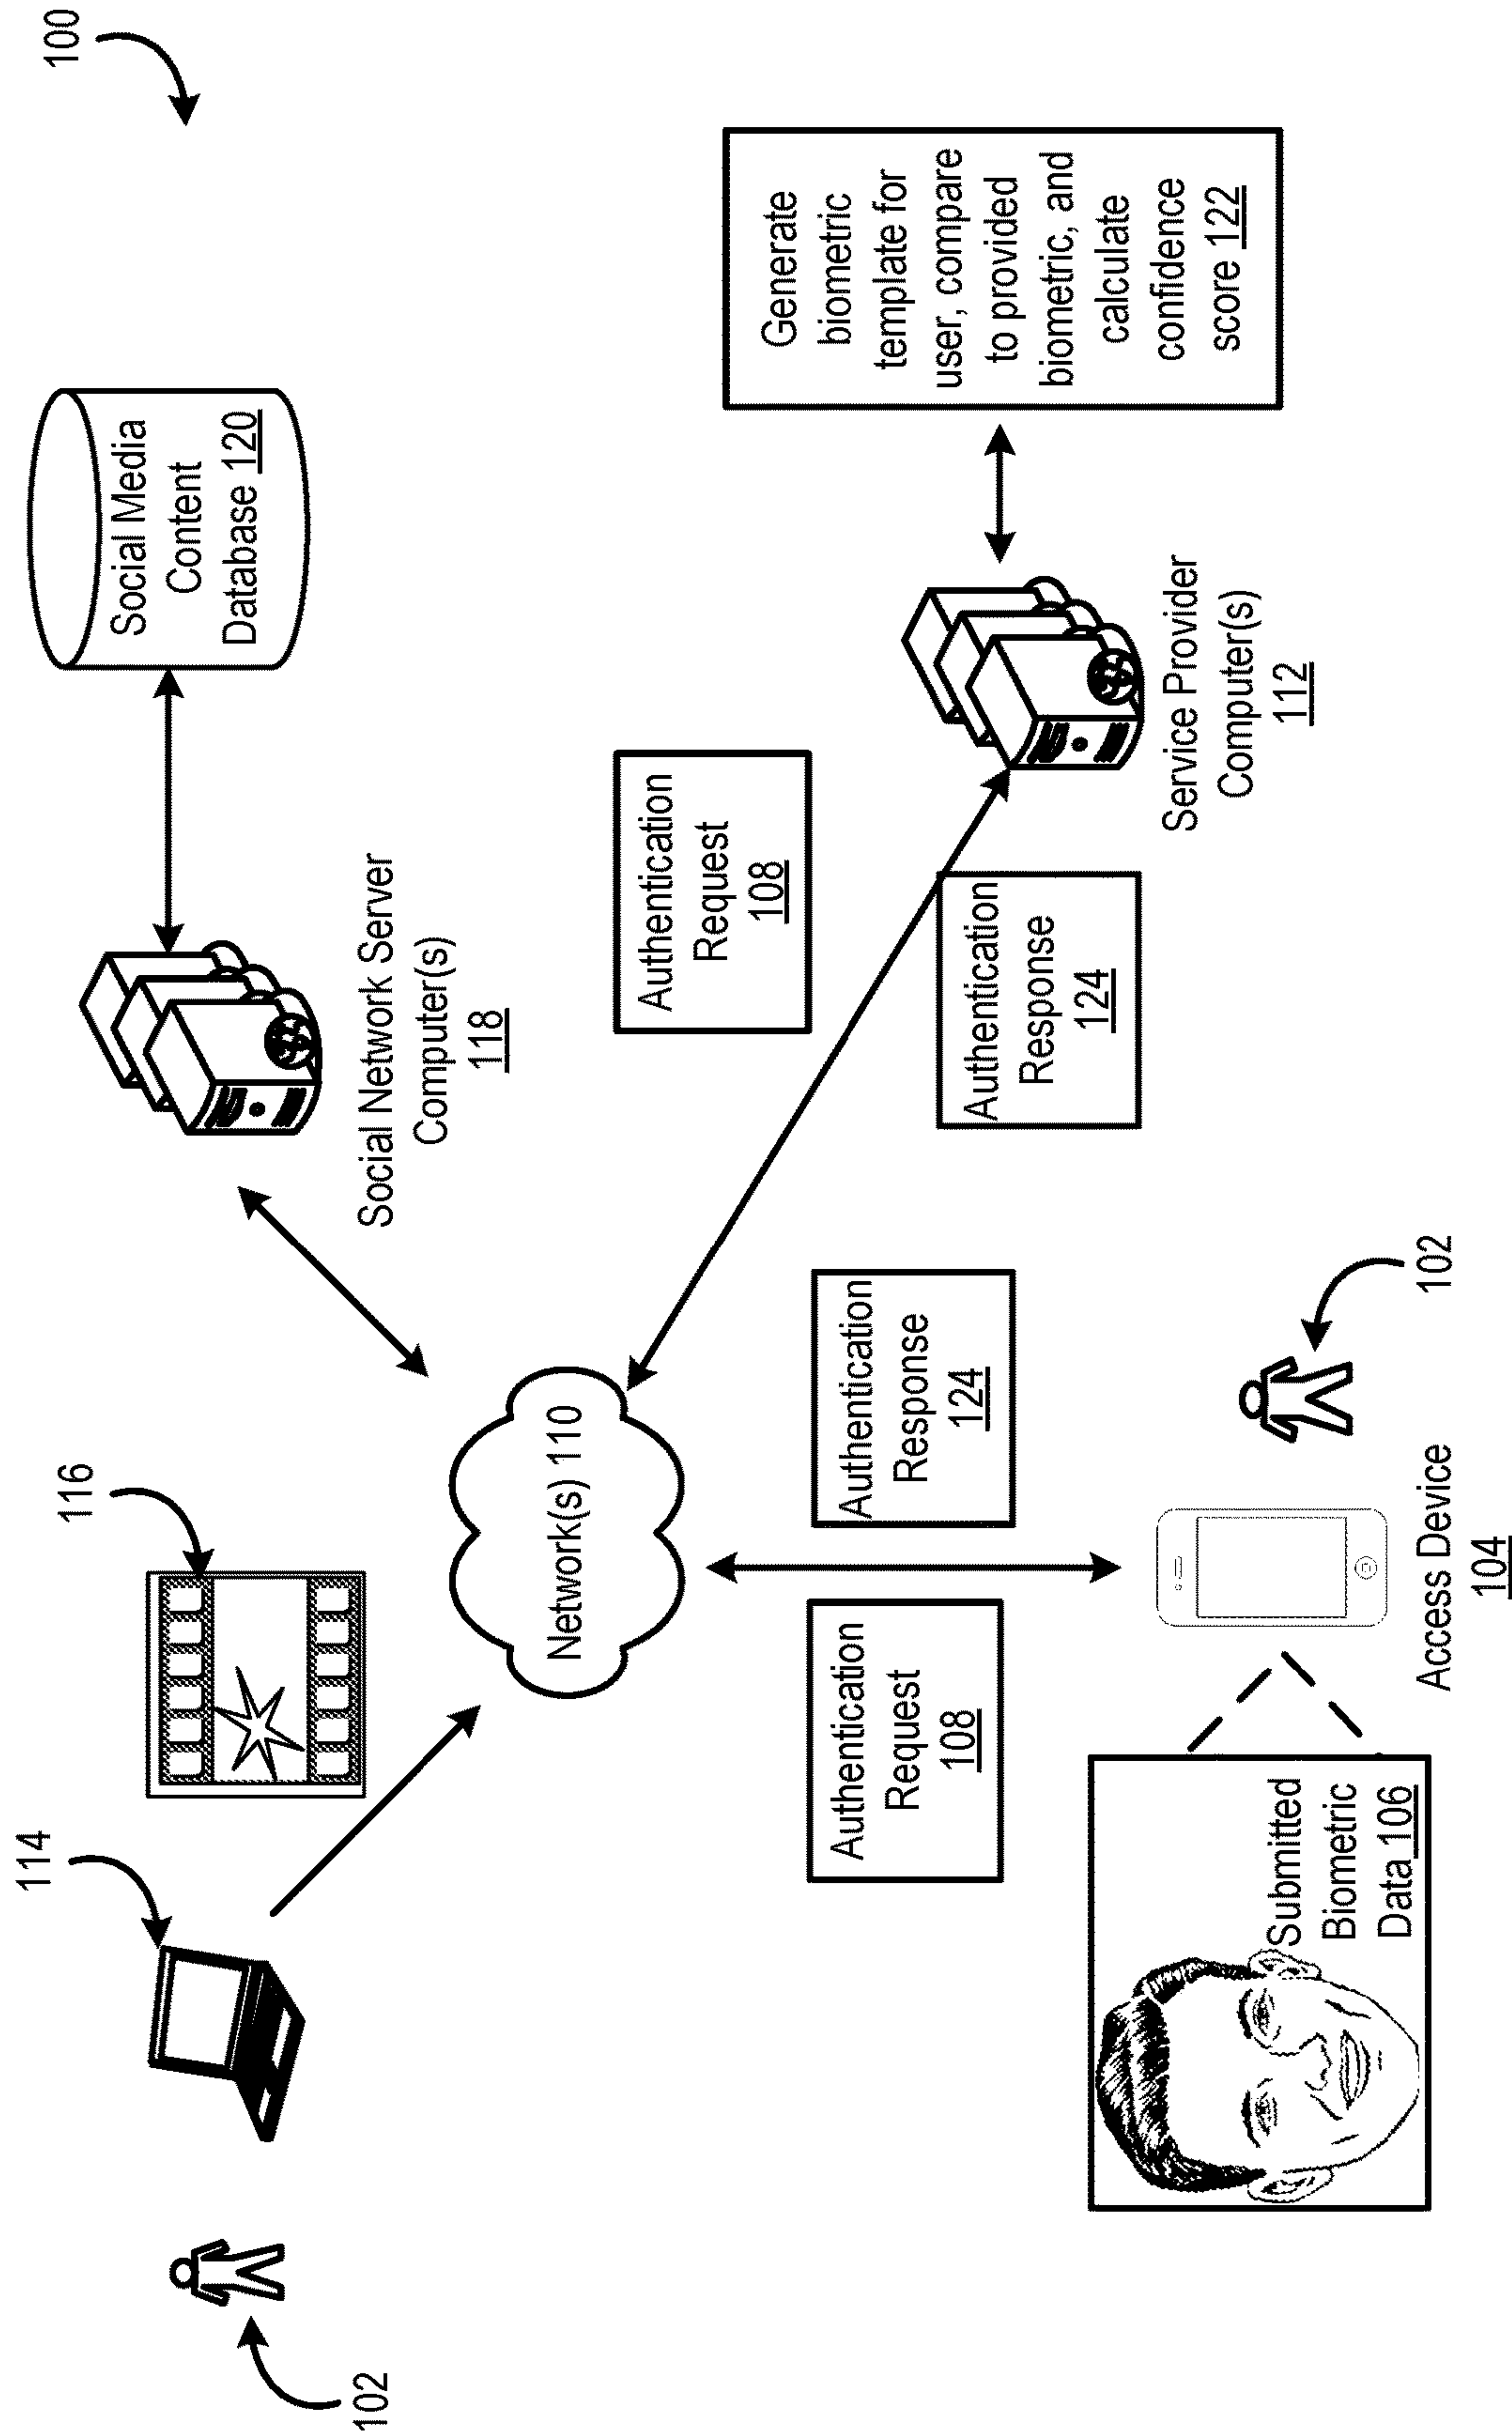 100
116
114
102
Social Media
Content
Database 120
Social Network Server
Computer(s)
118
Network(s) 110
Authentication
Request
108
Authentication
Response
124
Generate
biometric
template for
user, compare
to provided
biometric, and
calculate
confidence
score 122
Service Provider
Computer(s)
112
Authentication
Request
108
Authentication
Response
124
Submitted
Biometric
Data 106
Access Device
104
102